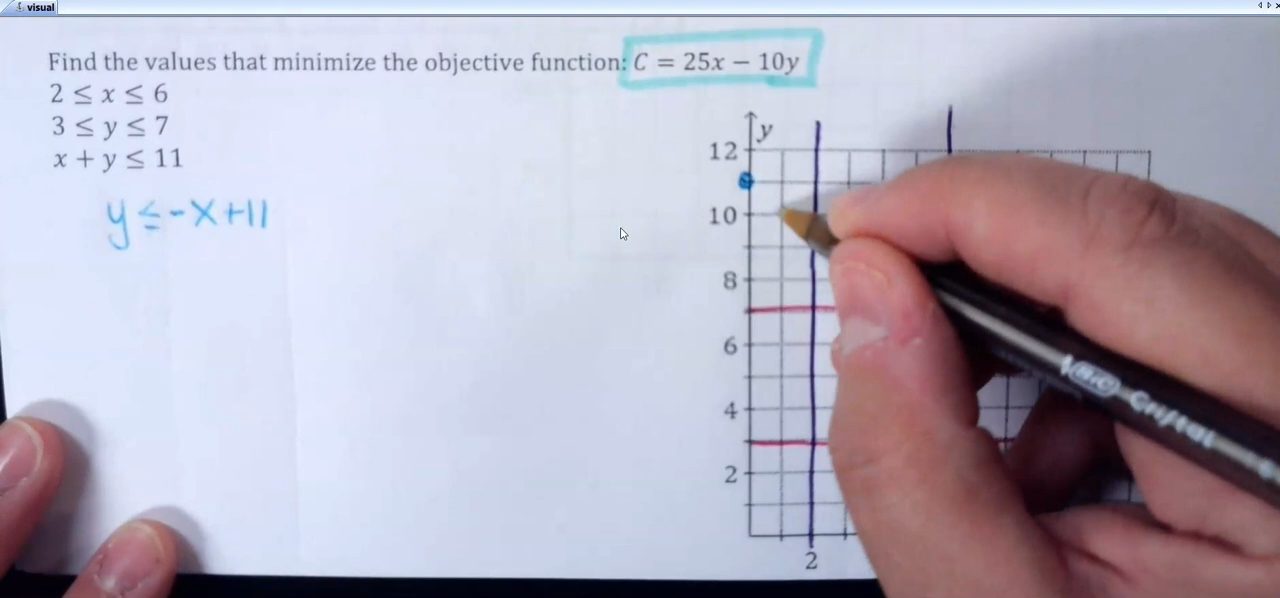 visual
Find the values that minimize the objective function: C = 25x − 10y
2 ≤ x ≤ 6
3 ≤ y ≤ 7
x + y ≤ 11
y ≤ -x+11
y
12
10
8
6
4
2
2
BIC Cristal